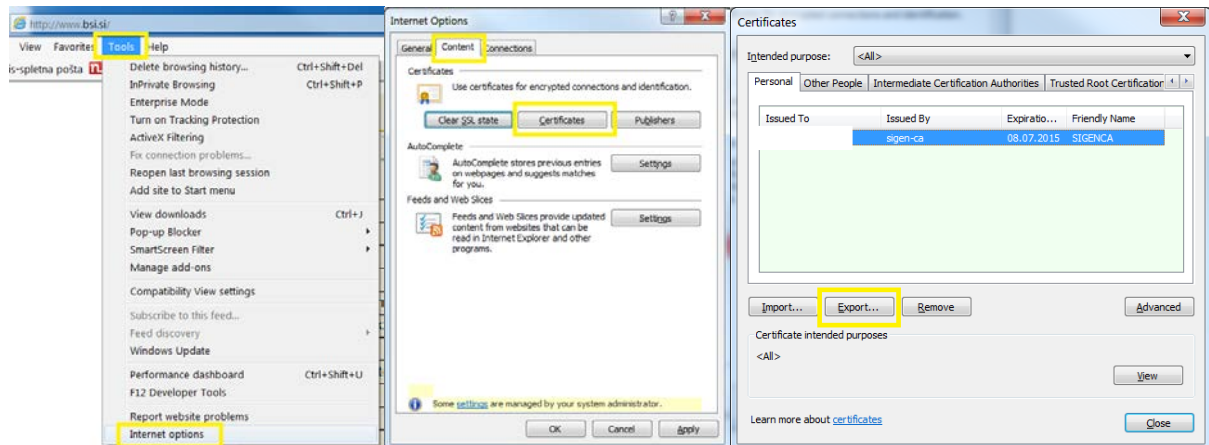 http://www.bsi.si/
View Favorites Tools Help
is-spletna pošta
Delete browsing history... Ctrl+Shift+Del
InPrivate Browsing Ctrl+Shift+P
Enterprise Mode
Turn on Tracking Protection
ActiveX Filtering
Fix connection problems...
Reopen last browsing session
Add site to Start menu
View downloads Ctrl+J
Pop-up Blocker
SmartScreen Filter
Manage add-ons
Compatibility View settings
Subscribe to this feed...
Feed discovery
Windows Update
Performance dashboard Ctrl+Shift+U
F12 Developer Tools
Report website problems
Internet options
Internet Options
General Content Connections
Certificates
Use certificates for encrypted connections and identification.
Clear SSL state Certificates Publishers
AutoComplete
AutoComplete stores previous entries Settings
on webpages and suggests matches
for you.
Feeds and Web Slices
Feeds and Web Slices provide updated Settings
content from websites that can be
read in Internet Explorer and other
programs.
Some settings are managed by your system administrator.
OK Cancel Apply
Certificates
Intended purpose: <All>
Personal Other People Intermediate Certification Authorities Trusted Root Certification
Issued To Issued By Expiratio... Friendly Name
sigen-ca 08.07.2015 SIGENCA
Import... Export... Remove Advanced
Certificate intended purposes
<All>
View
Learn more about certificates
Close